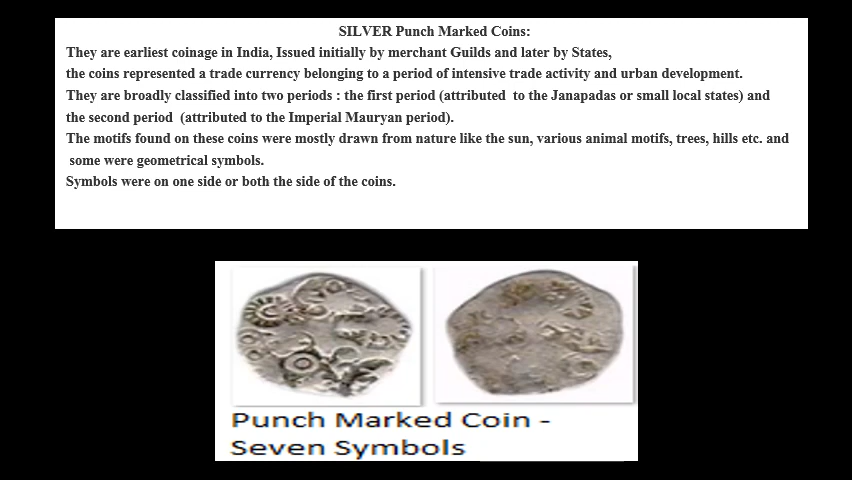 SILVER Punch Marked Coins:
They are earliest coinage in India, Issued initially by merchant Guilds and later by States,
the coins represented a trade currency belonging to a period of intensive trade activity and urban development.
They are broadly classified into two periods : the first period (attributed to the Janapadas or small local states) and
the second period (attributed to the Imperial Mauryan period).
The motifs found on these coins were mostly drawn from nature like the sun, various animal motifs, trees, hills etc. and
some were geometrical symbols.
Symbols were on one side or both the side of the coins.
Punch Marked Coin -
Seven Symbols